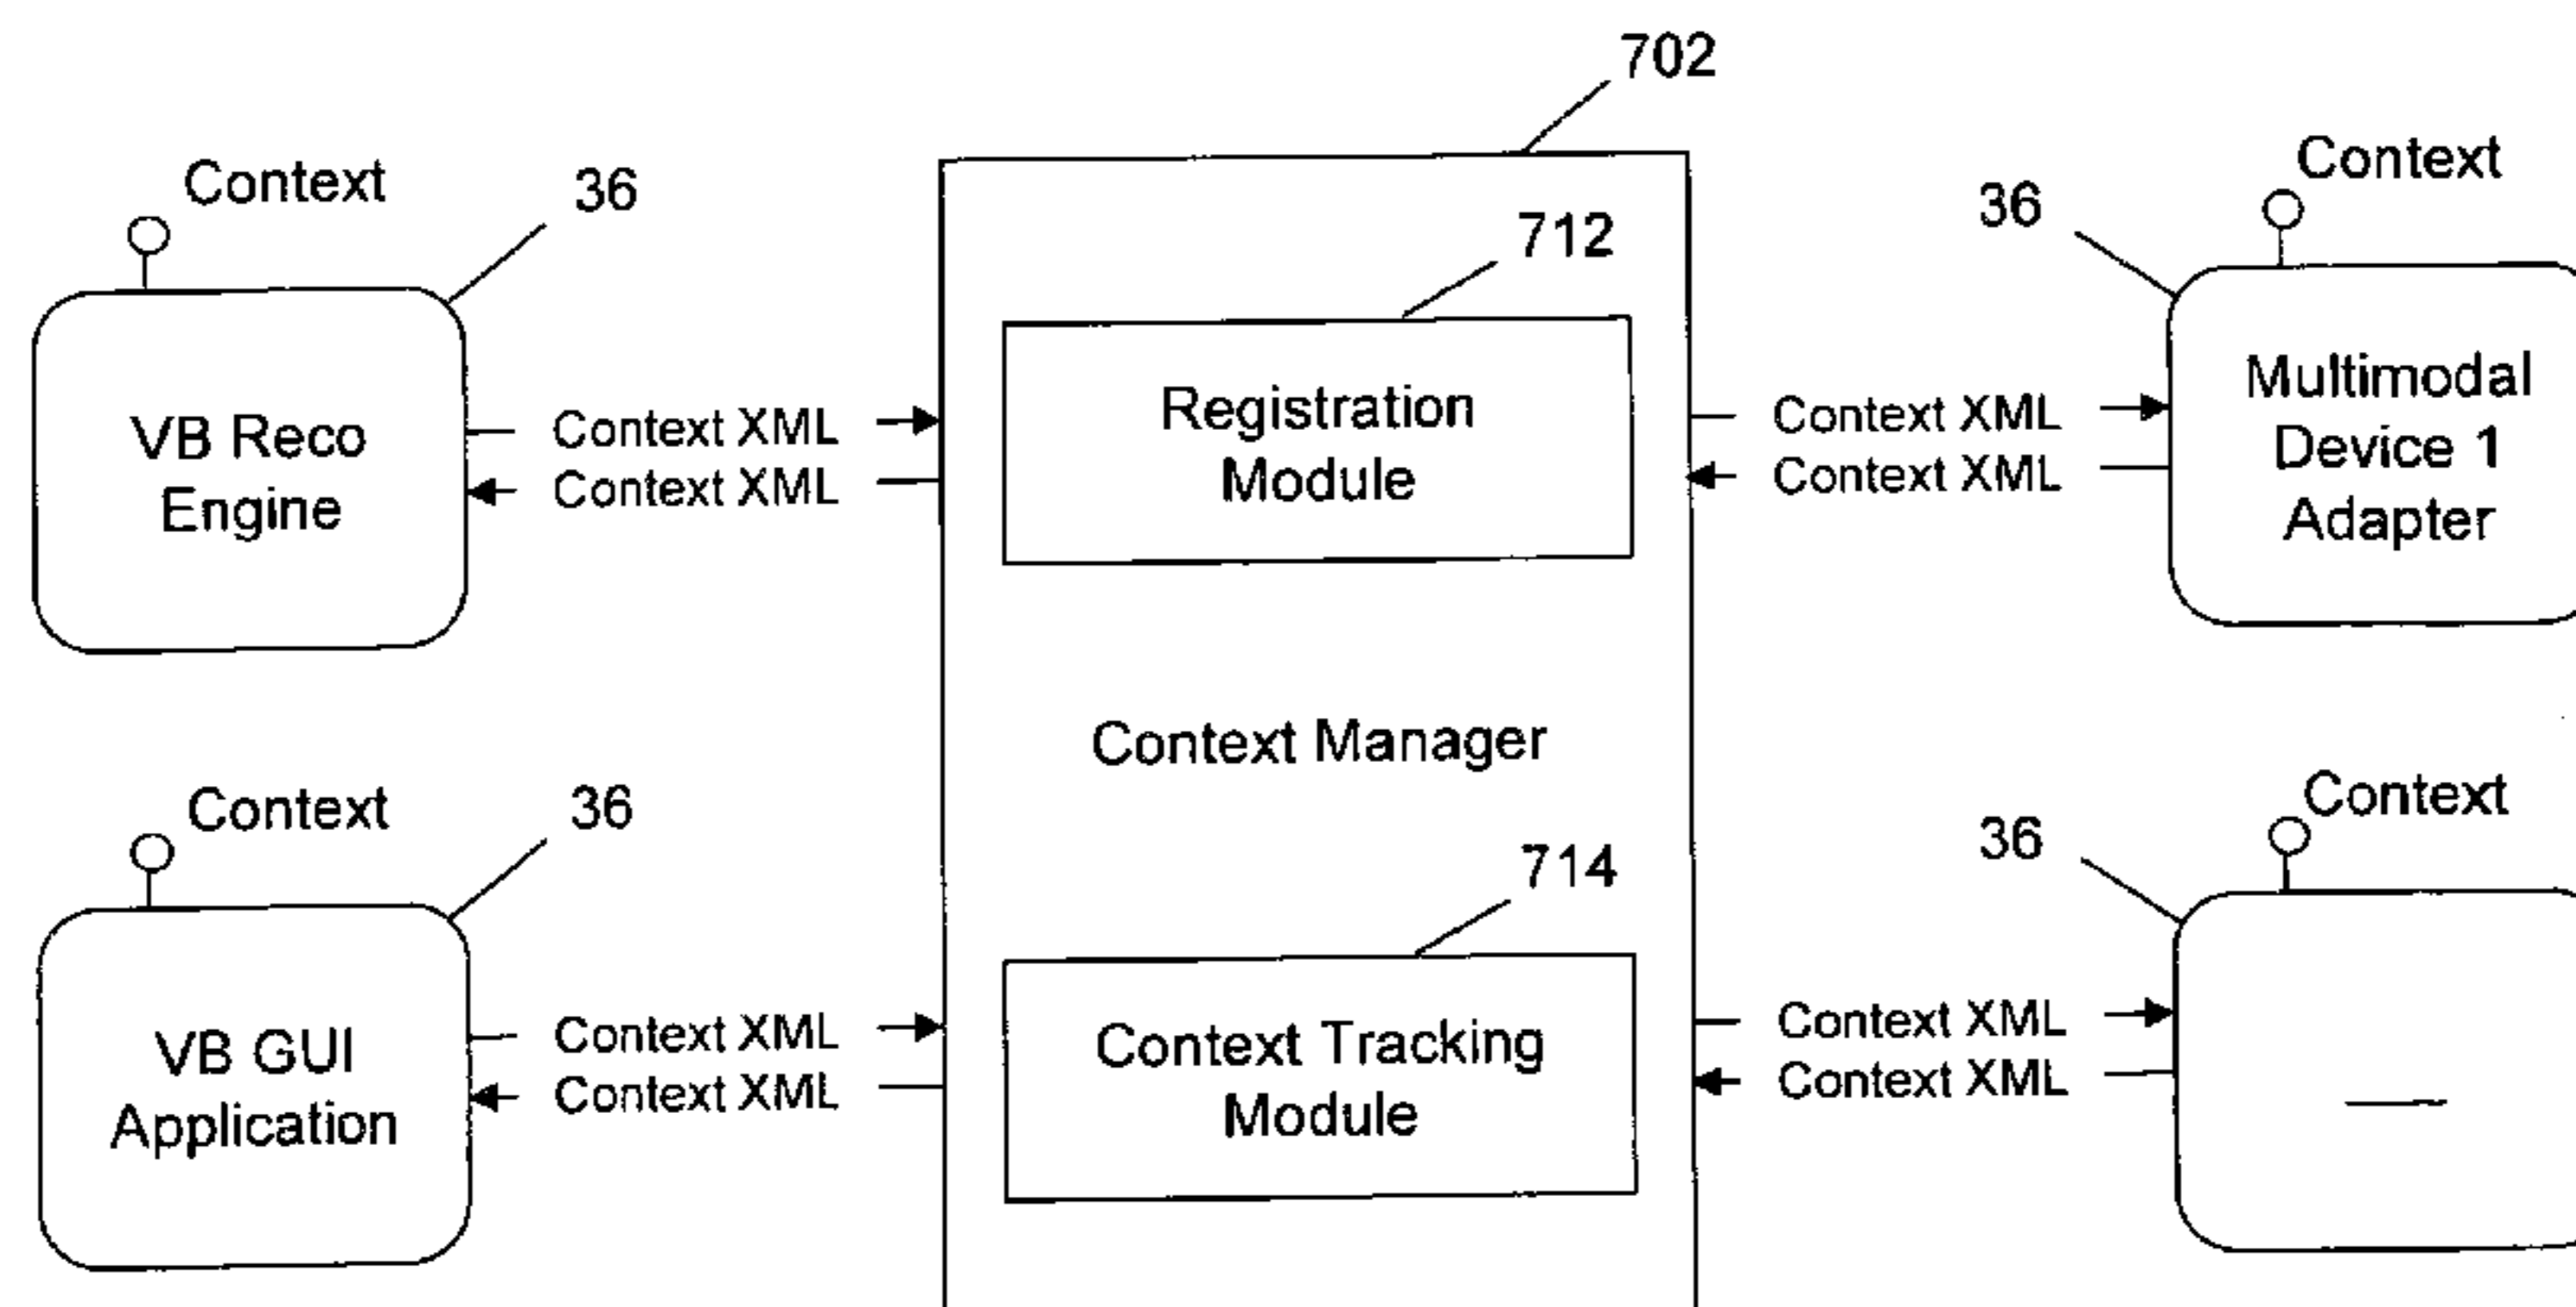 702
Context
36
712
Context
36
VB Reco
Engine
Context XML
Context XML
Registration
Module
Context XML
Context XML
Multimodal
Device 1
Adapter
Context Manager
Context
36
714
Context
36
VB GUI
Application
Context XML
Context XML
Context Tracking
Module
Context XML
Context XML